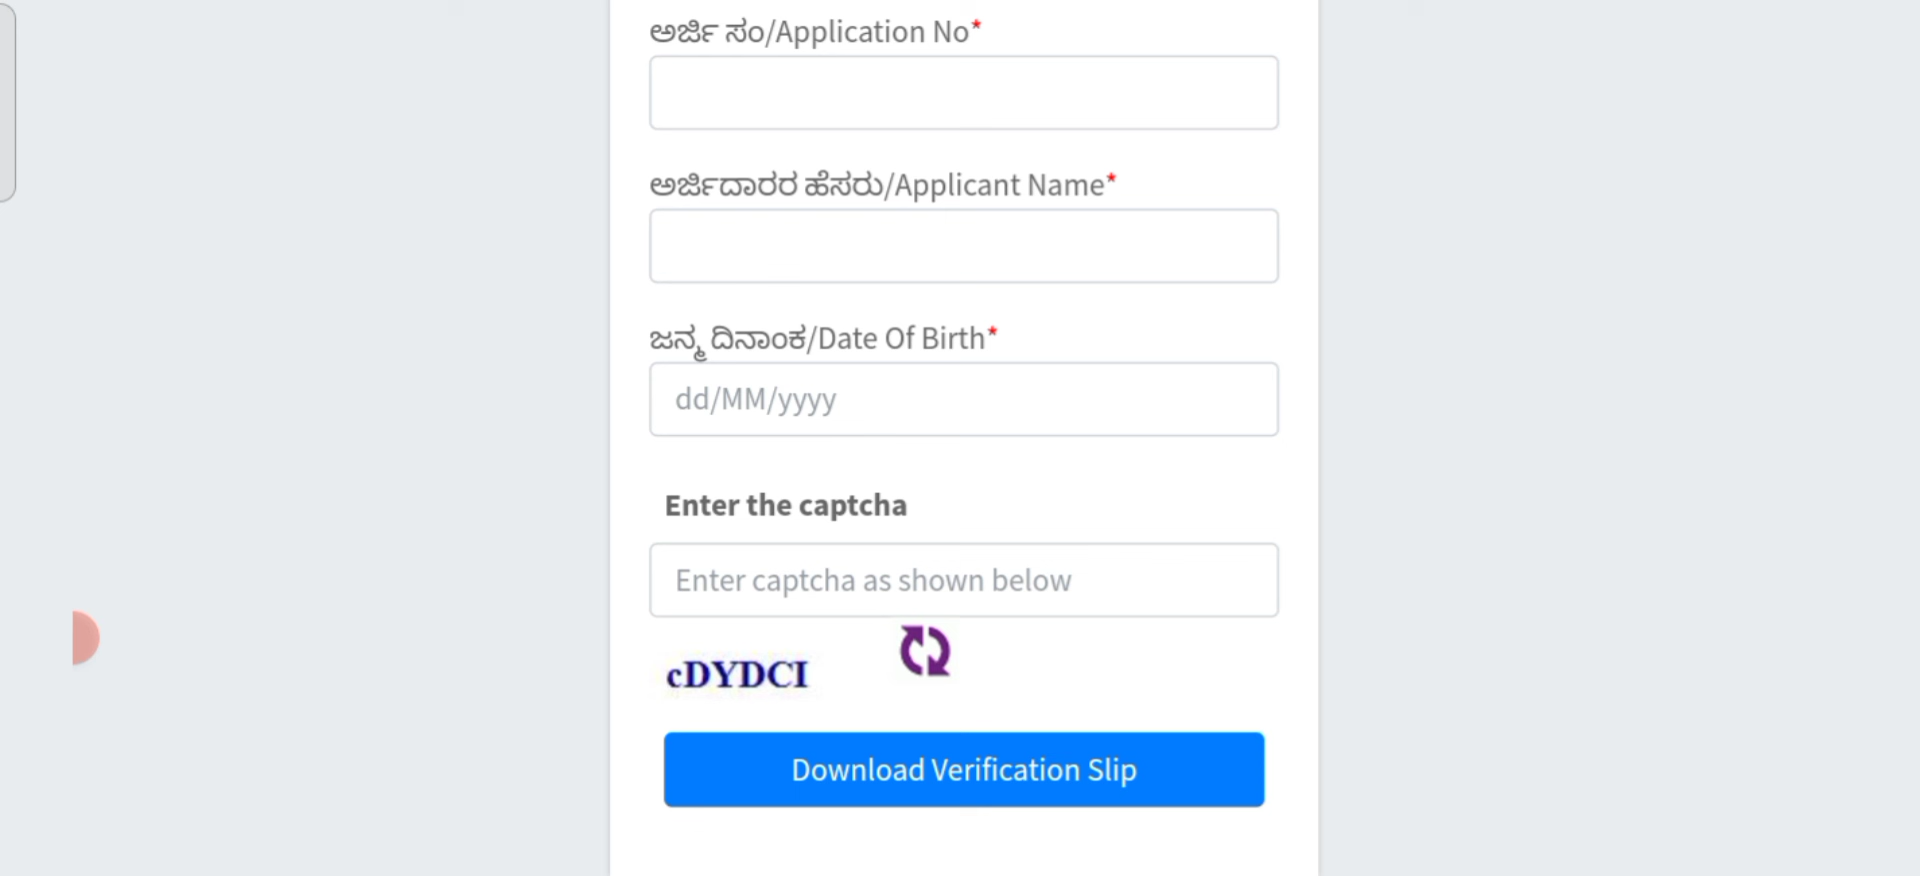 ಅರ್ಜಿ ಸಂ/Application No*
ಅರ್ಜಿದಾರರ ಹೆಸರು/Applicant Name*
ಜನ್ಮ ದಿನಾಂಕ/Date Of Birth*
dd/MM/yyyy
Enter the captcha
Enter captcha as shown below
cDYDCI
Download Verification Slip